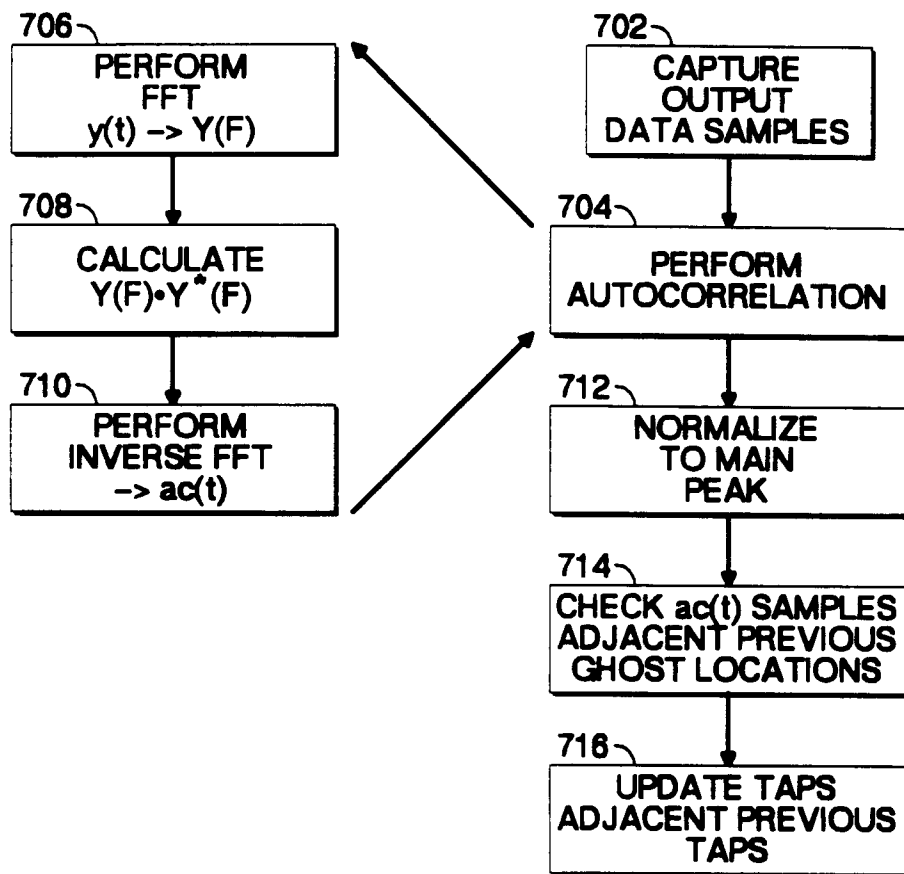 706
PERFORM
FFT
y(t) -> Y(F)
708
CALCULATE
Y(F)•Y*(F)
710
PERFORM
INVERSE FFT
-> ac(t)
702
CAPTURE
OUTPUT
DATA SAMPLES
704
PERFORM
AUTOCORRELATION
712
NORMALIZE
TO MAIN
PEAK
714
CHECK ac(t) SAMPLES
ADJACENT PREVIOUS
GHOST LOCATIONS
716
UPDATE TAPS
ADJACENT PREVIOUS
TAPS